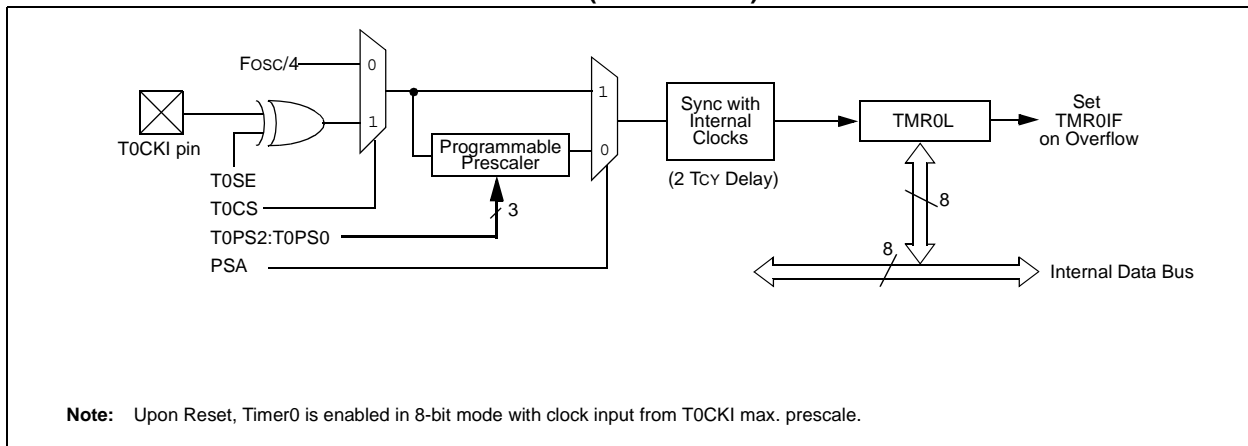 Fosc/4
0
1
T0CKI pin
T0SE
T0CS
T0PS2:T0PS0
PSA
Programmable
Prescaler
3
1
0
Sync with
Internal
Clocks
(2 TCY Delay)
TMR0L
Set
TMR0IF
on Overflow
8
8
Internal Data Bus
Note: Upon Reset, Timer0 is enabled in 8-bit mode with clock input from T0CKI max. prescale.